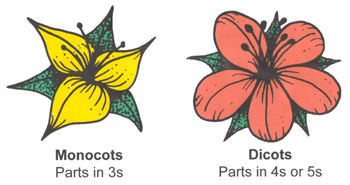 Monocots
Parts in 3s
Dicots
Parts in 4s or 5s